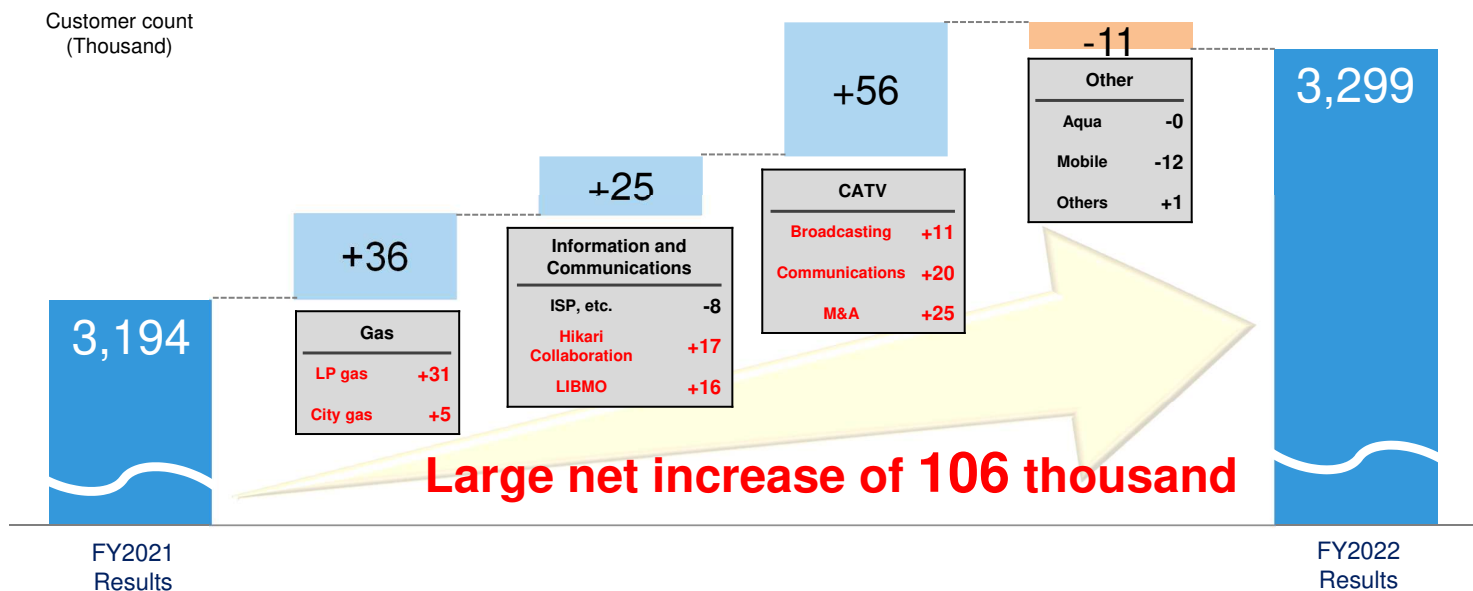 Customer count
(Thousand)
3,194
+36
Gas
LP gas +31
City gas +5
+25
Information and
Communications
ISP, etc. -8
Hikari
Collaboration +17
LIBMO +16
+56
CATV
Broadcasting +11
Communications +20
M&A +25
-11
Other
Aqua -0
Mobile -12
Others +1
3,299
Large net increase of 106 thousand
FY2021
Results
FY2022
Results